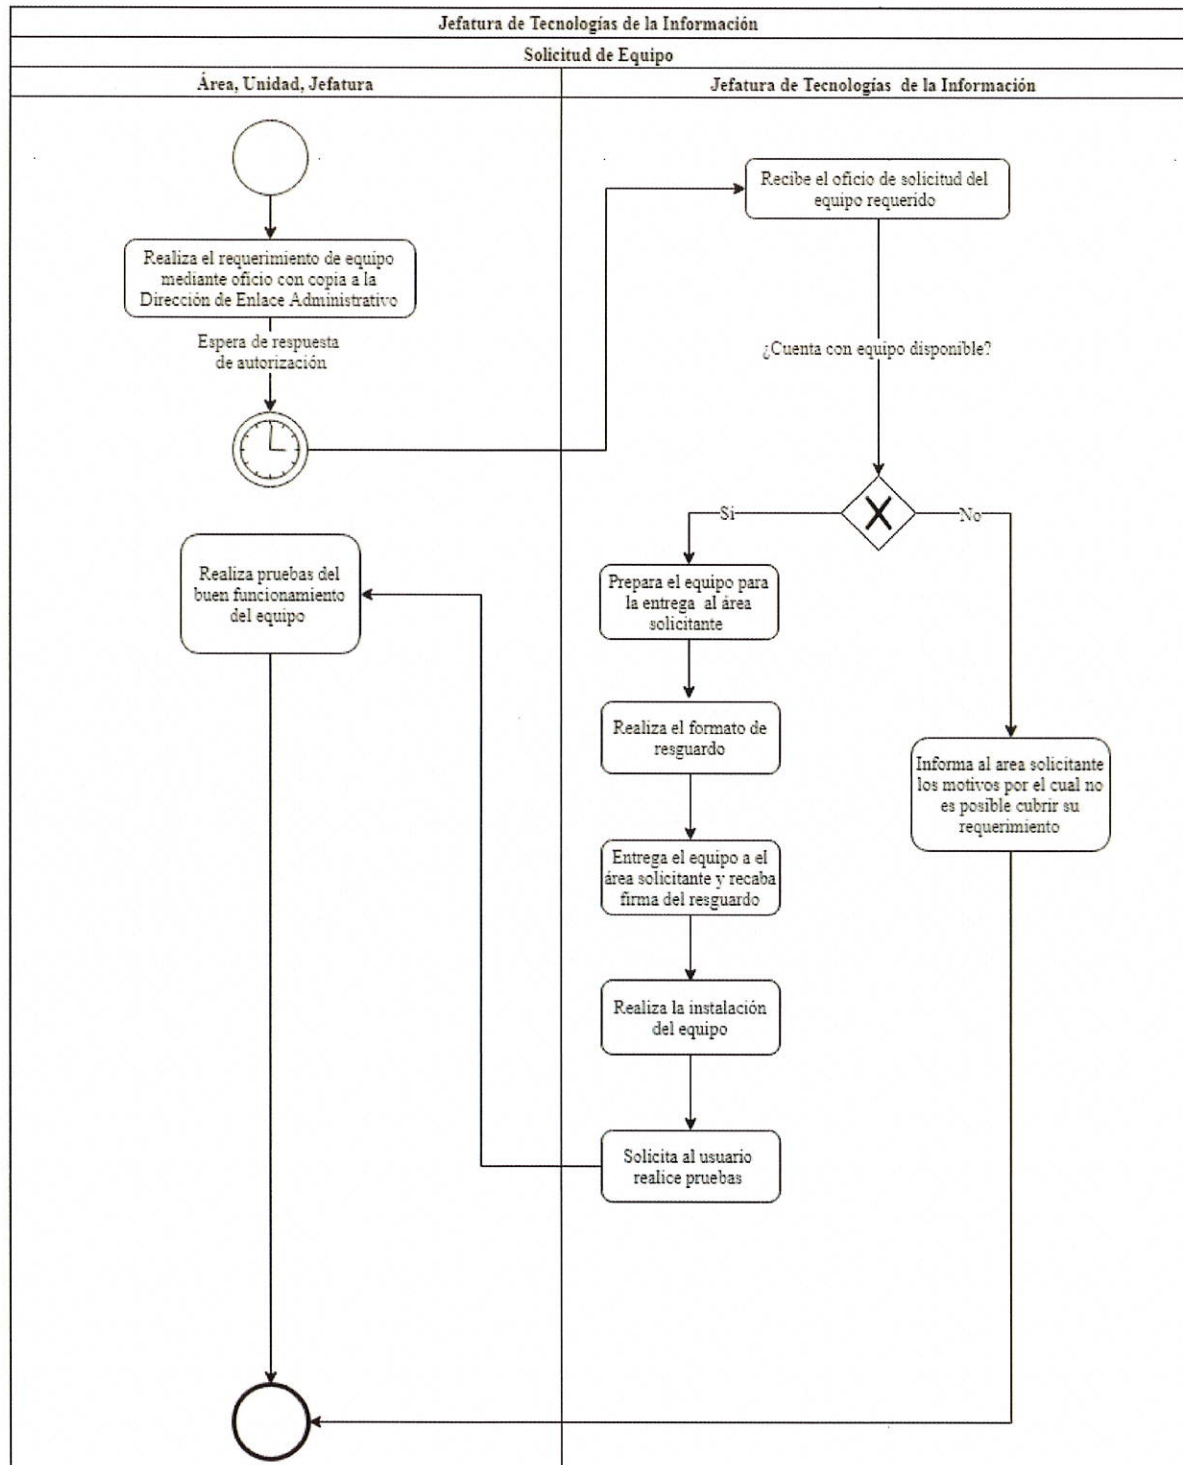 Jefatura de Tecnologías de la Información
Solicitud de Equipo
Área, Unidad, Jefatura
Jefatura de Tecnologías de la Información
Realiza el requerimiento de equipo
mediante oficio con copia a la
Dirección de Enlace Administrativo
Espera de respuesta
de autorización
Recibe el oficio de solicitud del
equipo requerido
¿Cuenta con equipo disponible?
Si
No
Prepara el equipo para
la entrega al área
solicitante
Realiza el formato de
resguardo
Entrega el equipo a el
área solicitante y recaba
firma del resguardo
Realiza la instalación
del equipo
Solicita al usuario
realice pruebas
Realiza pruebas del
buen funcionamiento
del equipo
Informa al area solicitante
los motivos por el cual no
es posible cubrir su
requerimiento